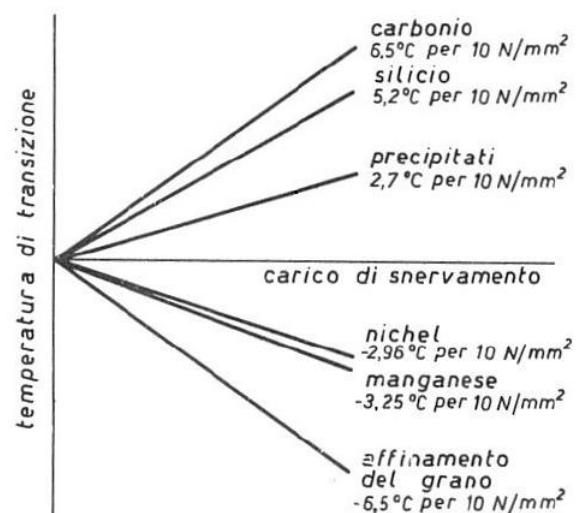 carbonio
6,5°C per 10 N/mm²
silicio
5,2°C per 10 N/mm²
precipitati
2,7°C per 10 N/mm²
temperatura di transizione
carico di snervamento
nichel
-2,96°C per 10 N/mm²
manganese
-3,25°C per 10 N/mm²
affinamento
del grano
-6,5°C per 10 N/mm²